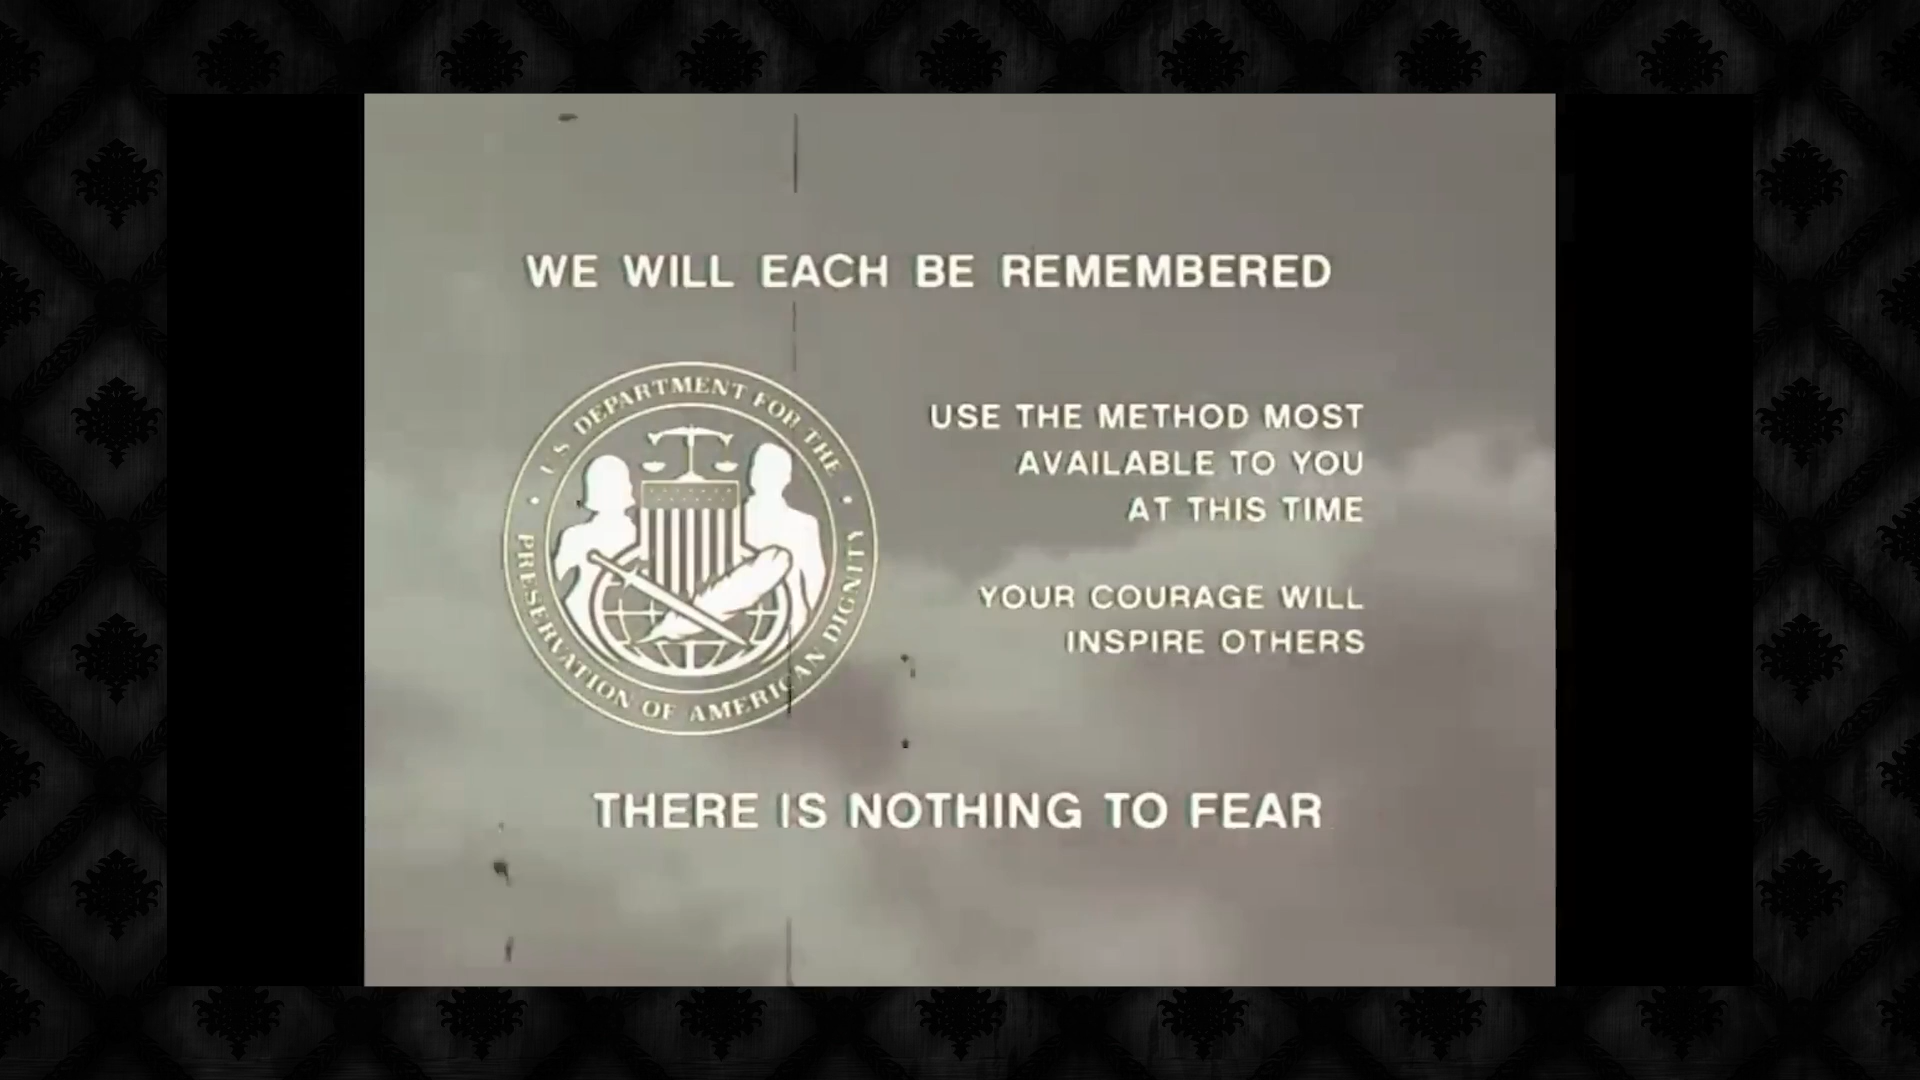 WE WILL EACH BE REMEMBERED
U.S. DEPARTMENT FOR THE
PRESERVATION OF AMERICAN DIGNITY
USE THE METHOD MOST
AVAILABLE TO YOU
AT THIS TIME
YOUR COURAGE WILL
INSPIRE OTHERS
THERE IS NOTHING TO FEAR